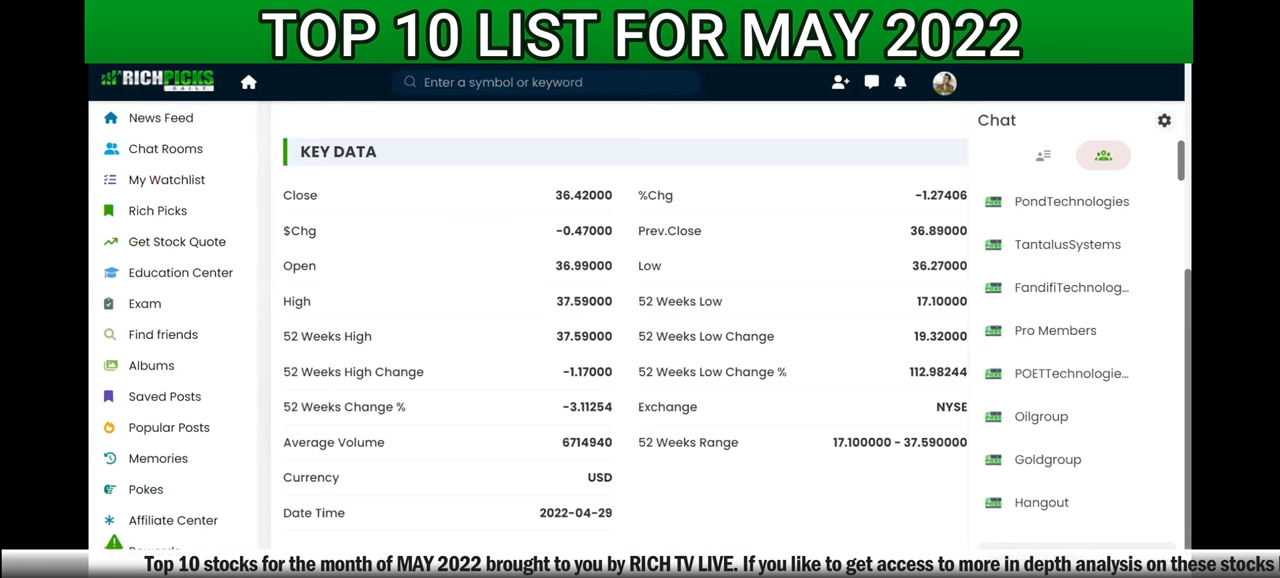 TOP 10 LIST FOR MAY 2022
RICHPICKS
DAILY
Enter a symbol or keyword
News Feed
Chat Rooms
My Watchlist
Rich Picks
Get Stock Quote
Education Center
Exam
Find friends
Albums
Saved Posts
Popular Posts
Memories
Pokes
Affiliate Center
KEY DATA
Close 36.42000 %Chg -1.27406
$Chg -0.47000 Prev.Close 36.89000
Open 36.99000 Low 36.27000
High 37.59000 52 Weeks Low 17.10000
52 Weeks High 37.59000 52 Weeks Low Change 19.32000
52 Weeks High Change -1.17000 52 Weeks Low Change % 112.98244
52 Weeks Change % -3.11254 Exchange NYSE
Average Volume 6714940 52 Weeks Range 17.100000 - 37.590000
Currency USD
Date Time 2022-04-29
Chat
PondTechnologies
TantalusSystems
FandifiTechnolog...
Pro Members
POETTechnologie...
Oilgroup
Goldgroup
Hangout
Top 10 stocks for the month of MAY 2022 brought to you by RICH TV LIVE. If you like to get access to more in depth analysis on these stocks